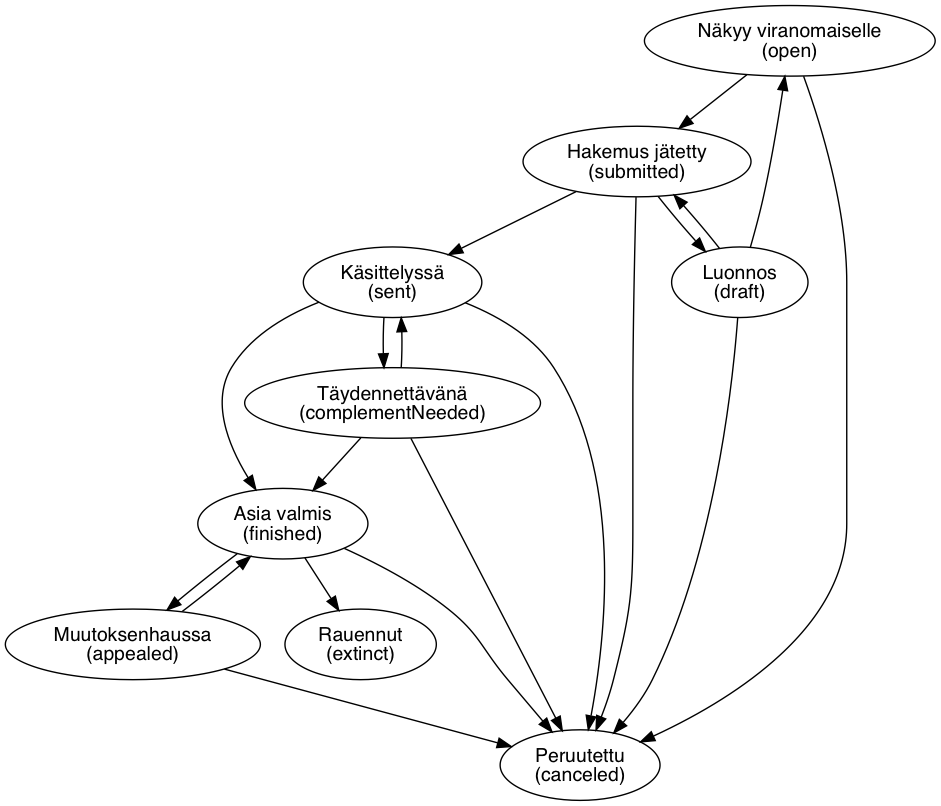 Näkyy viranomaiselle
(open)
Hakemus jätetty
(submitted)
Käsittelyssä
(sent)
Luonnos
(draft)
Täydennettävänä
(complementNeeded)
Asia valmis
(finished)
Muutoksenhaussa
(appealed)
Rauennut
(extinct)
Peruutettu
(canceled)